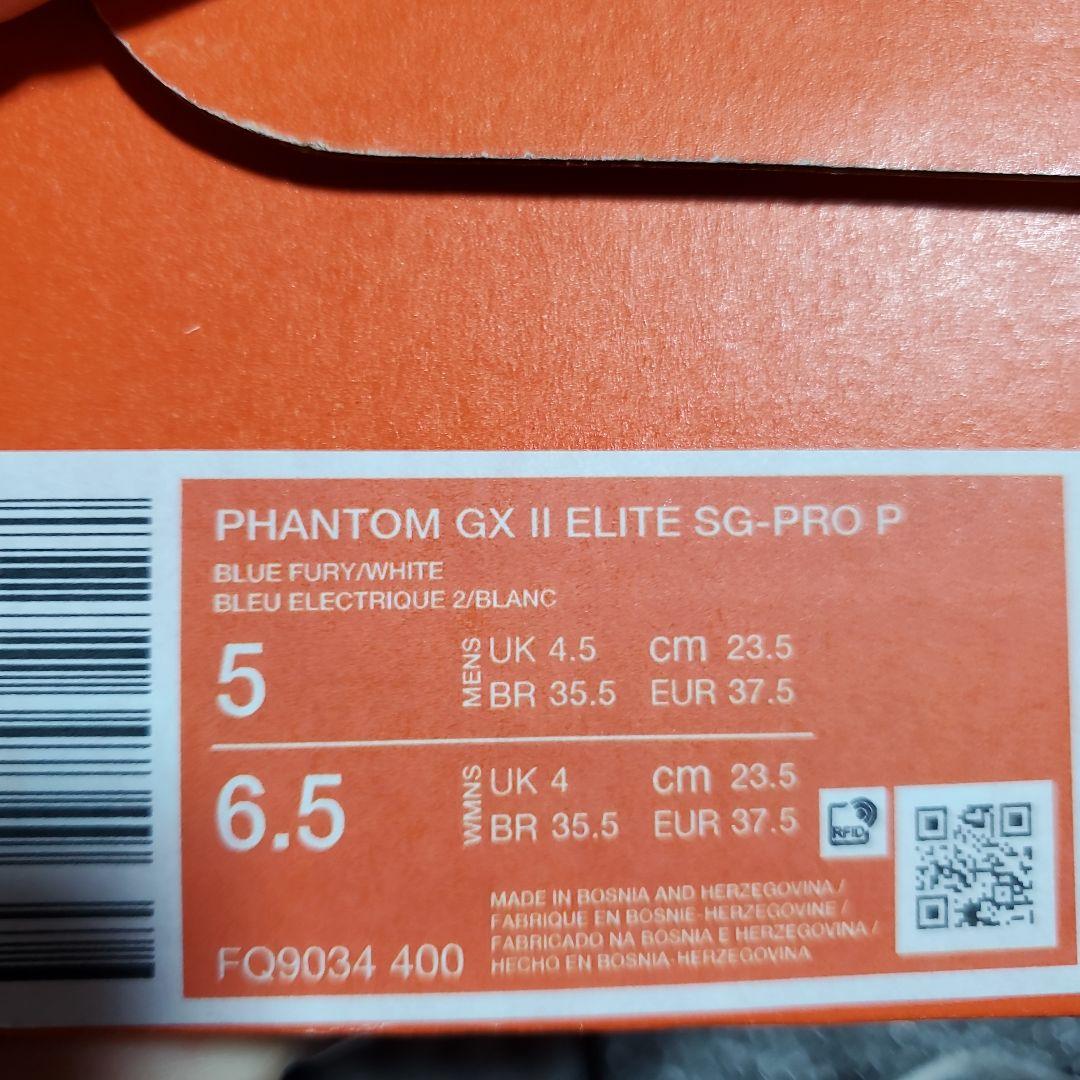 PHANTOM GX II ELITE SG-PRO P
BLUE FURY/WHITE
BLEU ELECTRIQUE 2/BLANC
5
MENS
UK 4.5 cm 23.5
BR 35.5 EUR 37.5
6.5
WMNS
UK 4 cm 23.5
BR 35.5 EUR 37.5
RFID
MADE IN BOSNIA AND HERZEGOVINA /
FABRIQUE EN BOSNIE-HERZEGOVINE /
FABRICADO NA BOSNIA E HERZEGOVINA /
HECHO EN BOSNIA-HERZEGOVINA
FQ9034 400